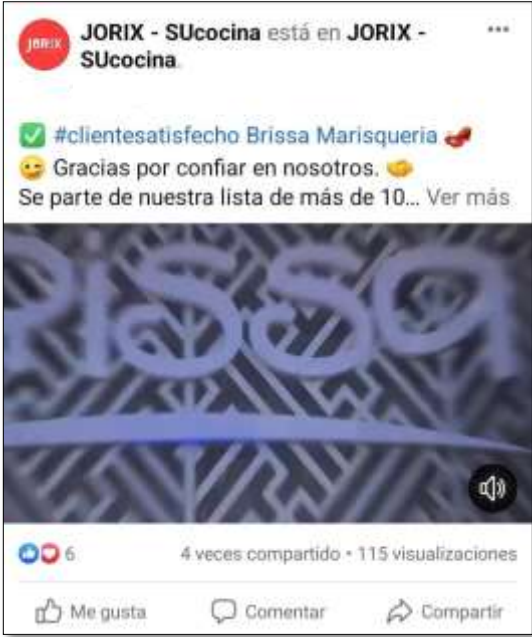 JORIX
JORIX - SUcocina está en JORIX -
SUcocina.
#clientesatisfecho Brissa Marisqueria
Gracias por confiar en nosotros.
Se parte de nuestra lista de más de 10... Ver más
rissa
6
4 veces compartido • 115 visualizaciones
Me gusta
Comentar
Compartir